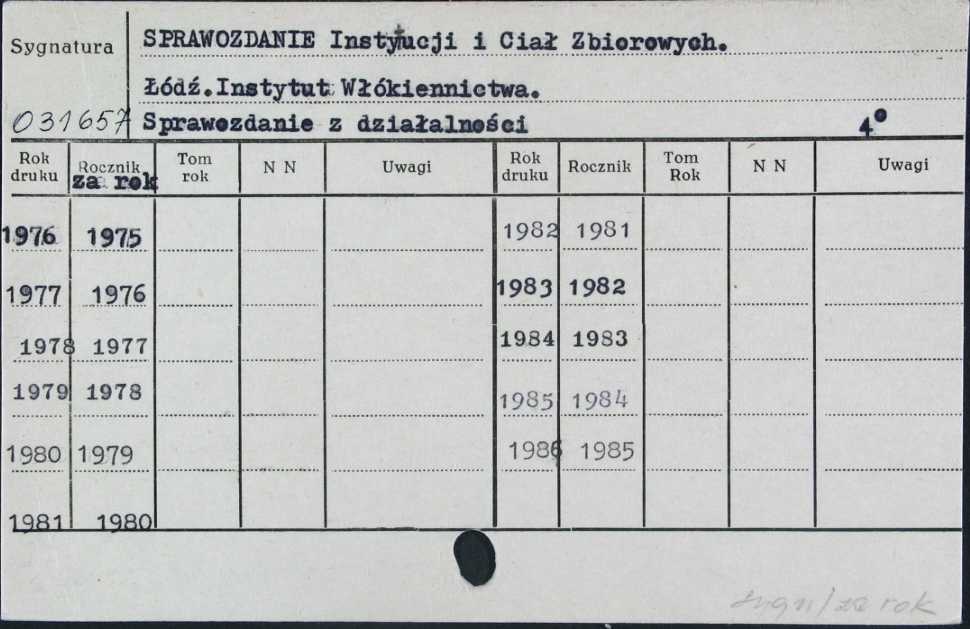 Sygnatura
SPRAWOZDANIE Instytucji i Ciał Zbiorowych.
Łódź.Instytut Włókiennictwa.
031657 Sprawozdanie z działalności 4°
Rok druku Rocznik za rok Tom rok N N Uwagi Rok druku Rocznik Tom Rok N N Uwagi
1976 1975 1982 1981
1977 1976 1983 1982
1978 1977 1984 1983
1979 1978 1985 1984
1980 1979 1986 1985
1981 1980
za rok